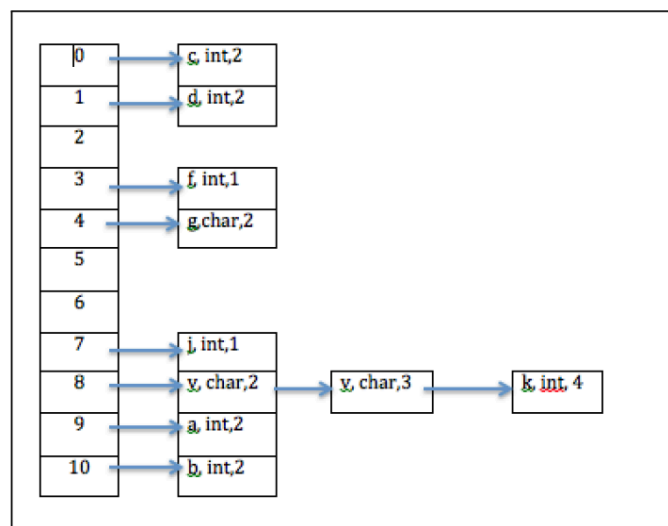 0 c, int,2
1 d, int,2
2
3 f, int,1
4 g,char,2
5
6
7 j, int,1
8 v, char,2 v, char,3 k, int, 4
9 a, int,2
10 b, int,2